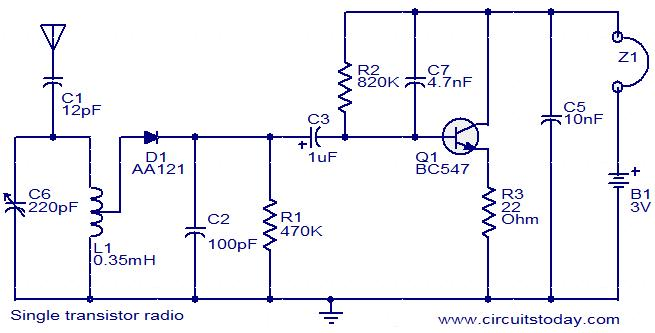 C1
12pF
C6
220pF
L1
0.35mH
D1
AA121
C2
100pF
R1
470K
C3
+
1uF
R2
820K
C7
4.7nF
Q1
BC547
R3
22
Ohm
C5
10nF
Z1
+
B1
3V
Single transistor radio
www.circuitstoday.com